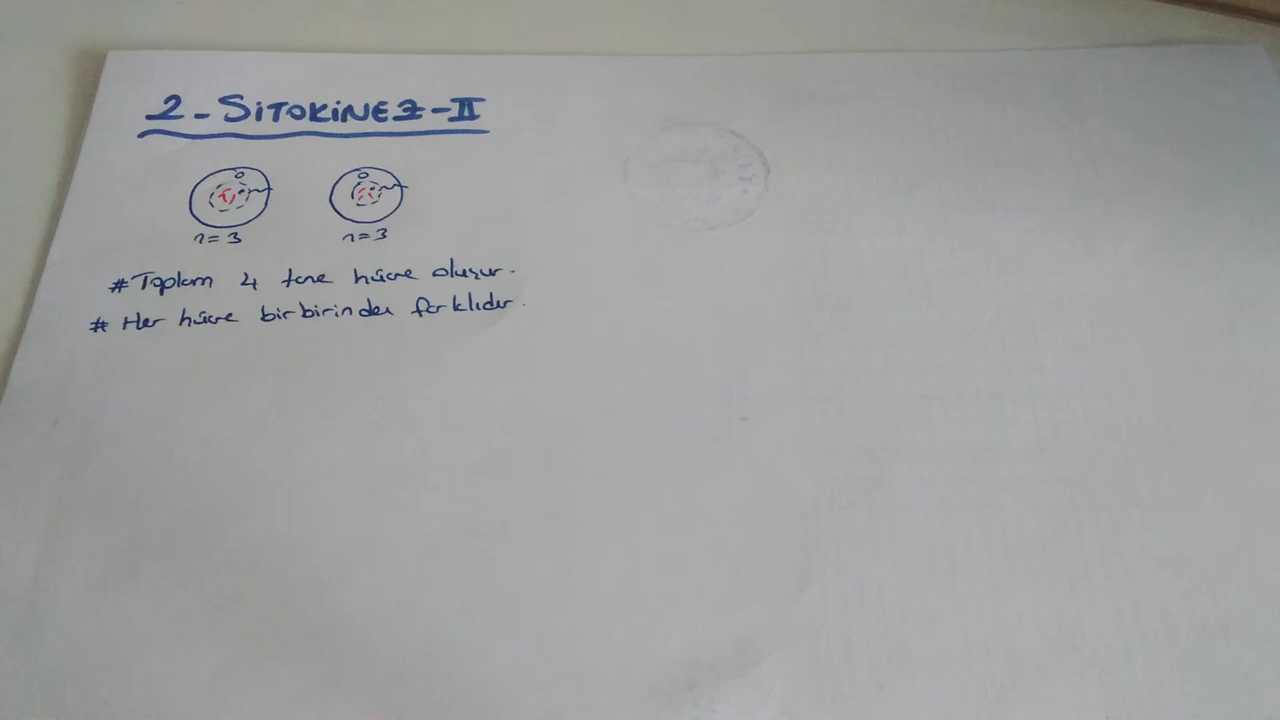 2- SİTOKİNEZ-II
n=3
n=3
# Toplam 4 tane hücre oluşur.
# Her hücre birbirinden farklıdır.